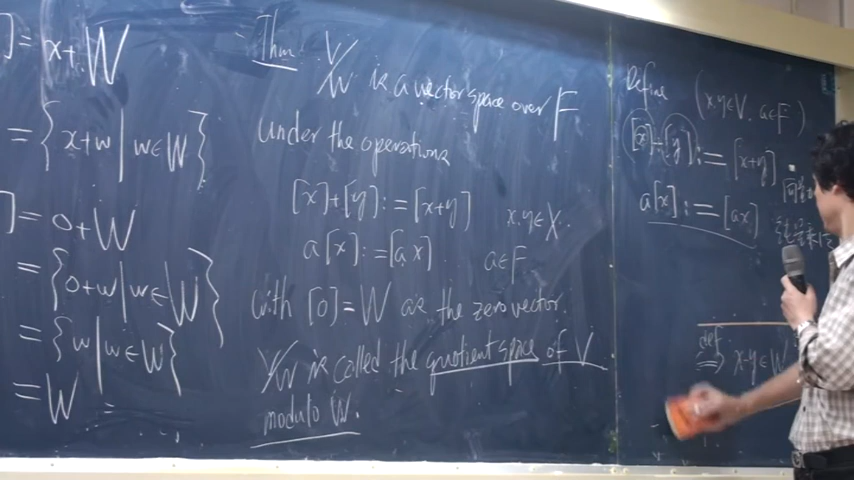 ] = x+W
= { x+w | w∈W }
] = 0+W
= { 0+w | w∈W }
= { w | w∈W }
= W
Thm V/W is a vector space over F
under the operations
[x]+[y] := [x+y] x.y∈X.
a[x] := [ax] a∈F
with [0] = W as the zero vector.
V/W is called the quotient space of V
modulo W.
Define (x.y∈V. a∈F)
[x]+[y] := [x+y]
a[x] := [ax]
def
x-y∈W